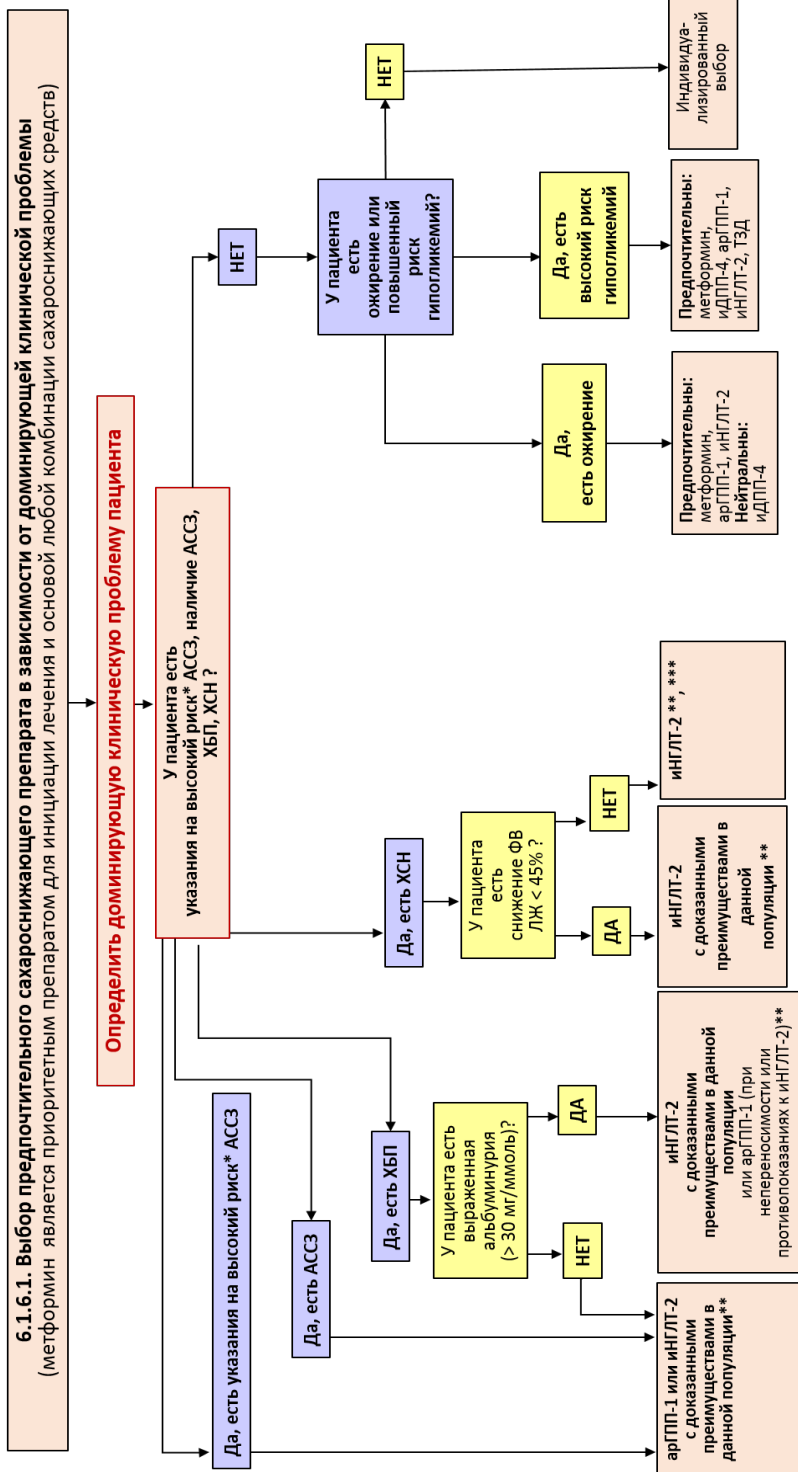 6.1.6.1. Выбор предпочтительного сахароснижающего препарата в зависимости от доминирующей клинической проблемы
(метформин является приоритетным препаратом для инициации лечения и основой любой комбинации сахароснижающих средств)
Определить доминирующую клиническую проблему пациента
У пациента есть
указания на высокий риск* АССЗ, наличие АССЗ,
ХБП, ХСН ?
Да, есть указания на высокий риск* АССЗ
Да, есть АССЗ
Да, есть ХБП
У пациента есть
выраженная
альбуминурия
(> 30 мг/ммоль)?
НЕТ
ДА
Да, есть ХСН
У пациента
есть
снижение ФВ
ЛЖ < 45% ?
ДА
НЕТ
НЕТ
У пациента
есть
ожирение или
повышенный
риск
гипогликемий?
НЕТ
Да,
есть ожирение
Да, есть
высокий риск
гипогликемий
арГПП-1 или иНГЛТ-2
с доказанными
преимуществами в
данной популяции**
иНГЛТ-2
с доказанными
преимуществами в данной
популяции
или арГПП-1 (при
непереносимости или
противопоказаниях к иНГЛТ-2)**
иНГЛТ-2
с доказанными
преимуществами в
данной
популяции **
иНГЛТ-2 **, ***
Предпочтительны:
метформин,
арГПП-1, иНГЛТ-2
Нейтральны:
иДПП-4
Предпочтительны:
метформин,
иДПП-4, арГПП-1,
иНГЛТ-2, ТЗД
Индивидуа-
лизированный
выбор